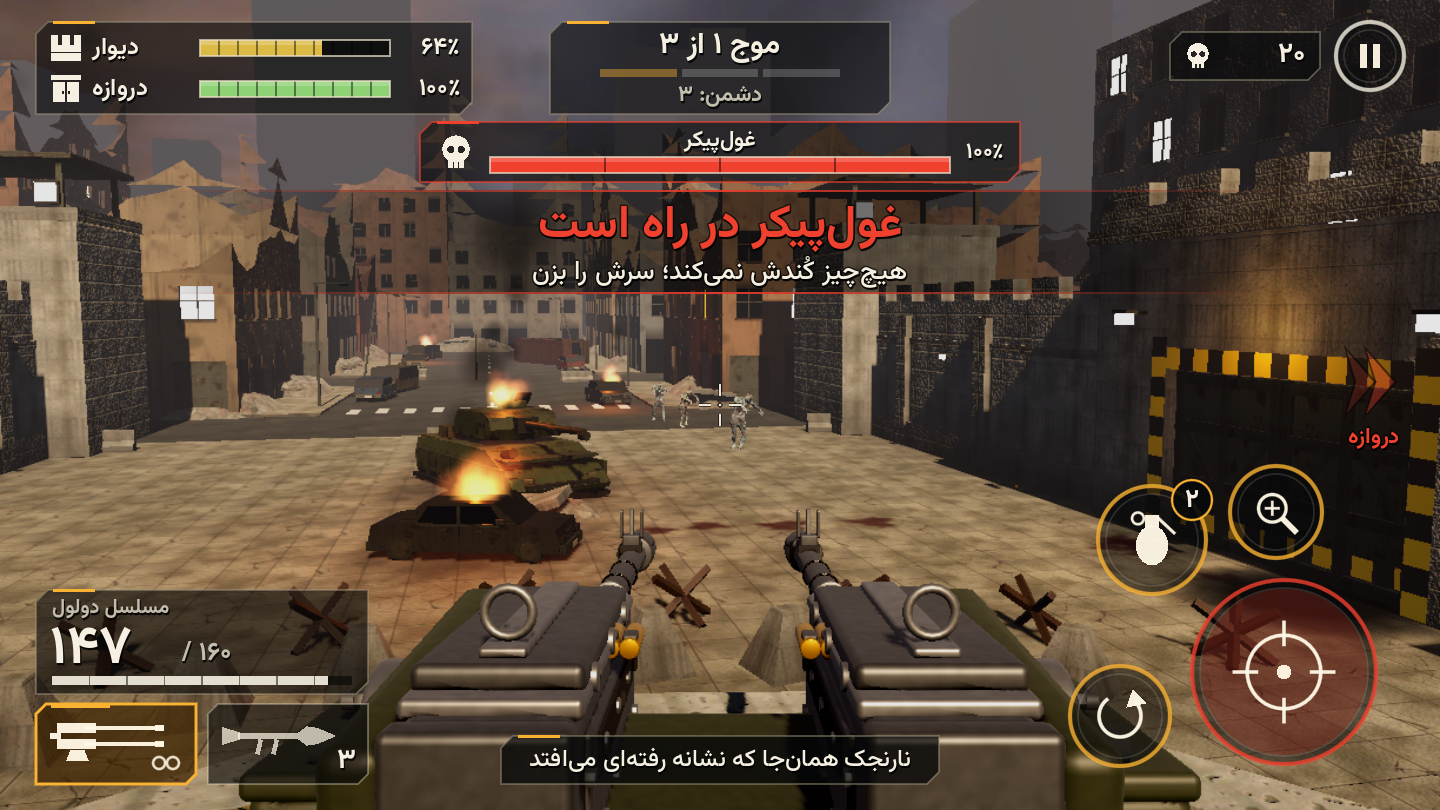 دیوار ۶۴٪
دروازه ۱۰۰٪
موج ۱ از ۳
دشمن: ۳
۲۰
غول‌پیکر
۱۰۰٪
غول‌پیکر در راه است
هیچ‌چیز کُندش نمی‌کند؛ سرش را بزن
دروازه
۲
مسلسل دولول
۱۴۷ / ۱۶۰
∞
۳
نارنجک همان‌جا که نشانه رفته‌ای می‌افتد